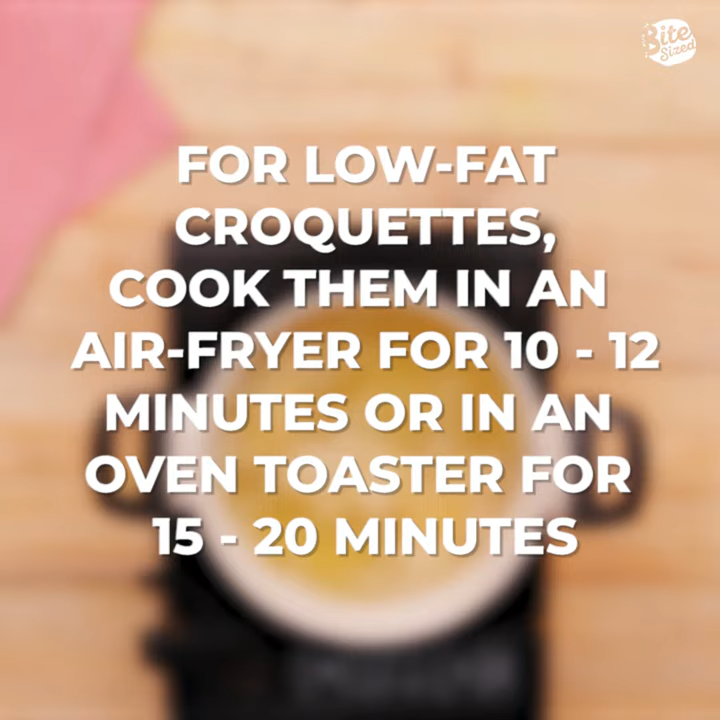 Bite
Sized
FOR LOW-FAT
CROQUETTES,
COOK THEM IN AN
AIR-FRYER FOR 10 - 12
MINUTES OR IN AN
OVEN TOASTER FOR
15 - 20 MINUTES